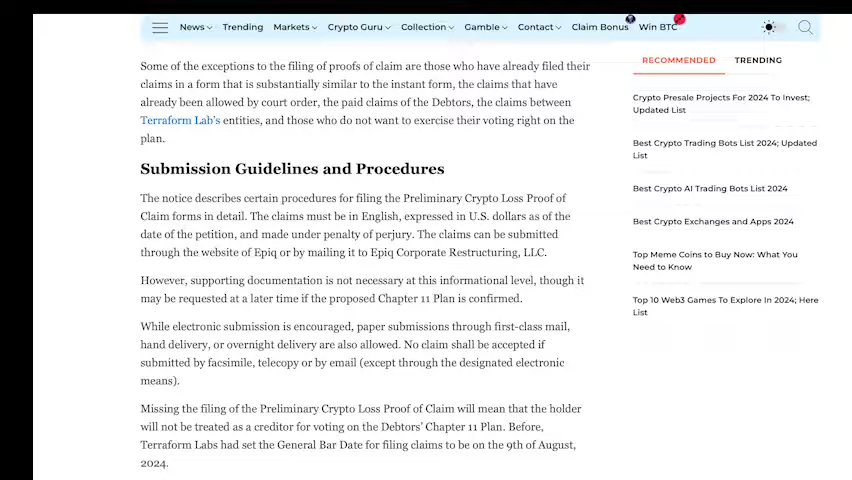 News Trending Markets Crypto Guru Collection Gamble Contact Claim Bonus Win BTC
Some of the exceptions to the filing of proofs of claim are those who have already filed their
claims in a form that is substantially similar to the instant form, the claims that have
already been allowed by court order, the paid claims of the Debtors, the claims between
Terraform Lab's entities, and those who do not want to exercise their voting right on the
plan.
Submission Guidelines and Procedures
The notice describes certain procedures for filing the Preliminary Crypto Loss Proof of
Claim forms in detail. The claims must be in English, expressed in U.S. dollars as of the
date of the petition, and made under penalty of perjury. The claims can be submitted
through the website of Epiq or by mailing it to Epiq Corporate Restructuring, LLC.
However, supporting documentation is not necessary at this informational level, though it
may be requested at a later time if the proposed Chapter 11 Plan is confirmed.
While electronic submission is encouraged, paper submissions through first-class mail,
hand delivery, or overnight delivery are also allowed. No claim shall be accepted if
submitted by facsimile, telecopy or by email (except through the designated electronic
means).
Missing the filing of the Preliminary Crypto Loss Proof of Claim will mean that the holder
will not be treated as a creditor for voting on the Debtors' Chapter 11 Plan. Before,
Terraform Labs had set the General Bar Date for filing claims to be on the 9th of August,
2024.
RECOMMENDED TRENDING
Crypto Presale Projects For 2024 To Invest;
Updated List
Best Crypto Trading Bots List 2024; Updated
List
Best Crypto AI Trading Bots List 2024
Best Crypto Exchanges and Apps 2024
Top Meme Coins to Buy Now: What You
Need to Know
Top 10 Web3 Games To Explore In 2024; Here
List